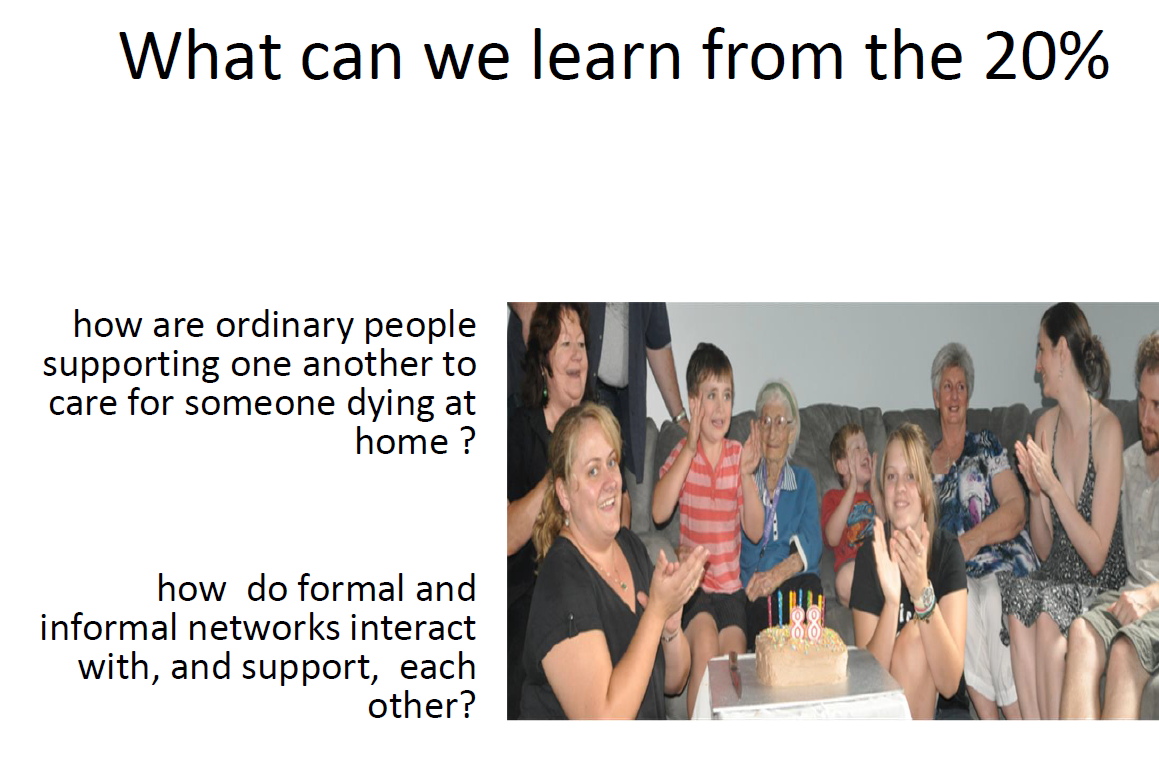 What can we learn from the 20%
how are ordinary people
supporting one another to
care for someone dying at
home ?
how  do formal and
informal networks interact
with, and support,  each
other?
88